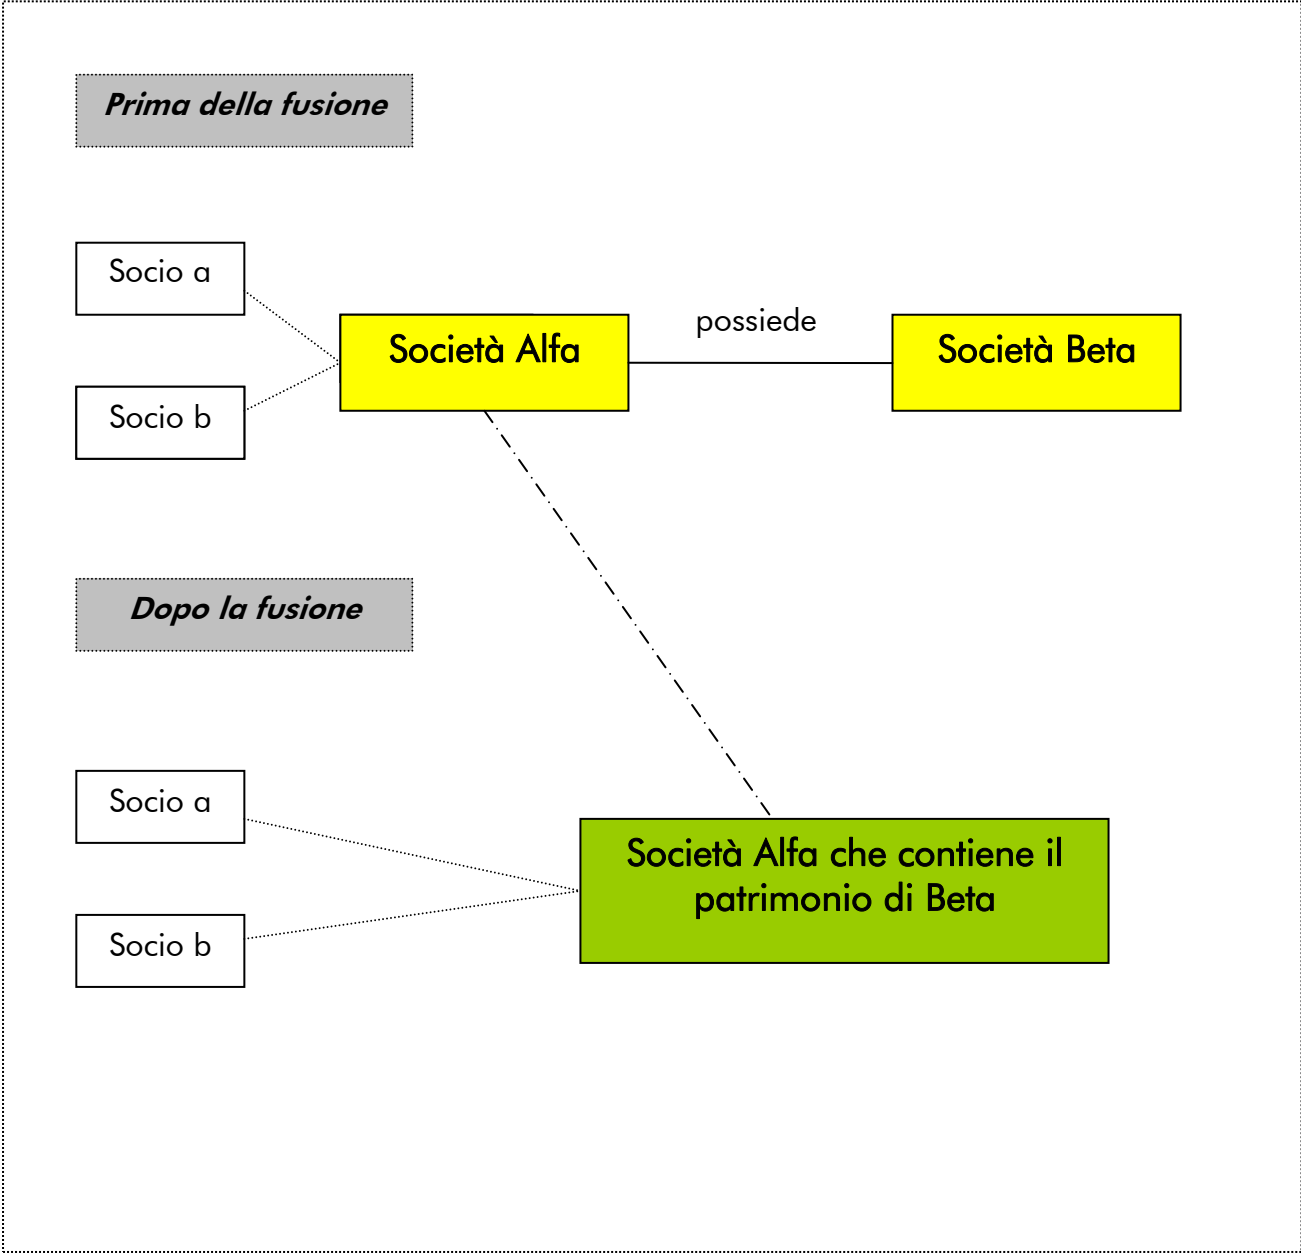 Prima della fusione
Socio a
possiede
Società Alfa
Società Beta
Socio b
Dopo la fusione
Socio a
Società Alfa che contiene il
patrimonio di Beta
Socio b